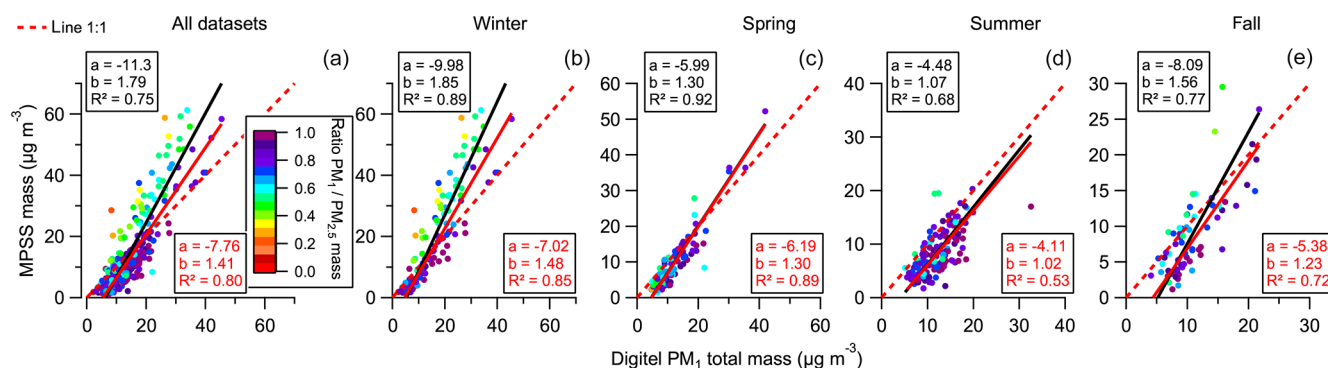 Line 1:1
All datasets
Winter
Spring
Summer
Fall
(a)
a = -11.3
b = 1.79
R² = 0.75
MPSS mass (µg m⁻³)
60
40
20
0
0 20 40 60
a = -7.76
b = 1.41
R² = 0.80
1.0
0.8
0.6
0.4
0.2
0.0
Ratio PM₁ / PM₂,₅ mass
(b)
a = -9.98
b = 1.85
R² = 0.89
60
40
20
0
0 20 40 60
a = -7.02
b = 1.48
R² = 0.85
(c)
a = -5.99
b = 1.30
R² = 0.92
60
50
40
30
20
10
0
0 20 40 60
a = -6.19
b = 1.30
R² = 0.89
(d)
a = -4.48
b = 1.07
R² = 0.68
40
30
20
10
0
0 10 20 30 40
a = -4.11
b = 1.02
R² = 0.53
(e)
a = -8.09
b = 1.56
R² = 0.77
30
25
20
15
10
5
0
0 10 20 30
a = -5.38
b = 1.23
R² = 0.72
Digitel PM₁ total mass (µg m⁻³)